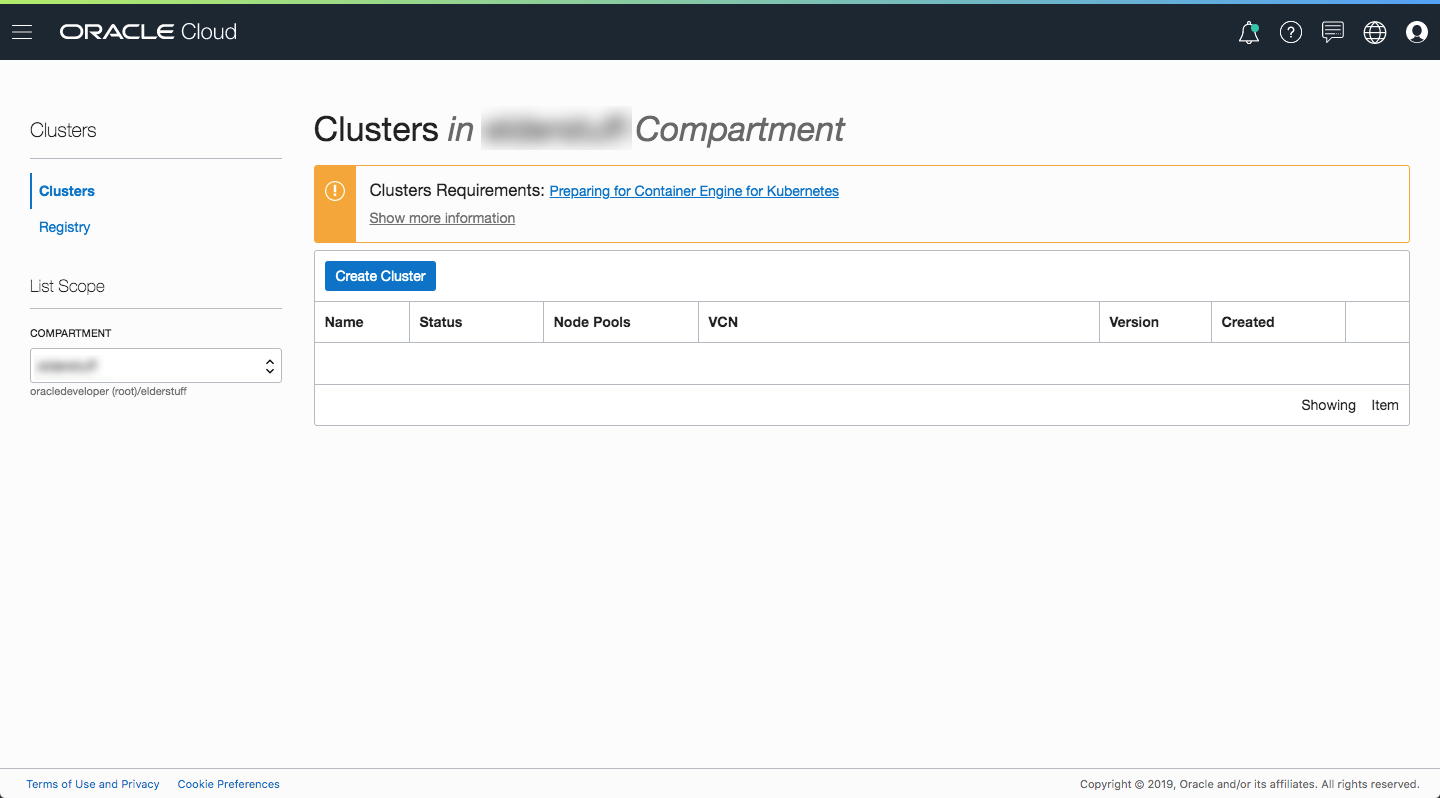 ORACLE Cloud
Clusters
Clusters
Registry
List Scope
COMPARTMENT
oracledeveloper (root)/elderstuff
Clusters in Compartment
Clusters Requirements: Preparing for Container Engine for Kubernetes
Show more information
Create Cluster
Name Status Node Pools VCN Version Created
Showing Item
Terms of Use and Privacy Cookie Preferences Copyright © 2019, Oracle and/or its affiliates. All rights reserved.